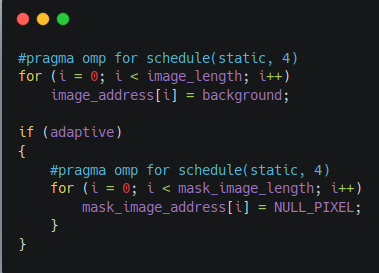 #pragma omp for schedule(static, 4)
for (i = 0; i < image_length; i++)
    image_address[i] = background;

if (adaptive)
{
    #pragma omp for schedule(static, 4)
    for (i = 0; i < mask_image_length; i++)
        mask_image_address[i] = NULL_PIXEL;
    }
}